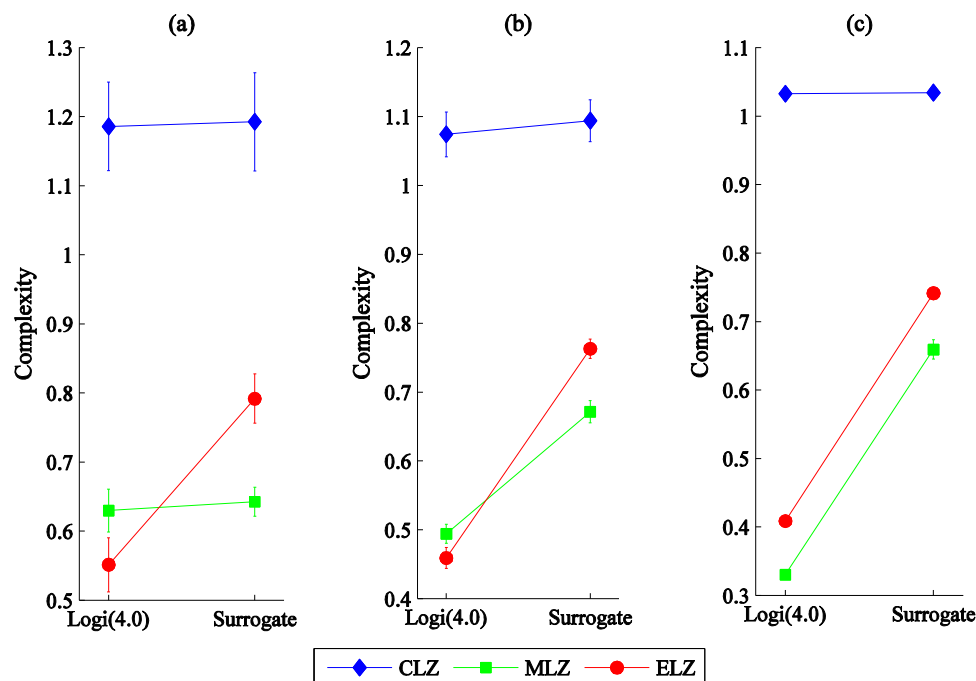 (a)
(b)
(c)
1.3
1.2
1.1
1
0.9
0.8
0.7
0.6
0.5
Complexity
Logi(4.0)
Surrogate
1.2
1.1
1
0.9
0.8
0.7
0.6
0.5
0.4
Complexity
Logi(4.0)
Surrogate
1.1
1
0.9
0.8
0.7
0.6
0.5
0.4
0.3
Complexity
Logi(4.0)
Surrogate
CLZ MLZ ELZ